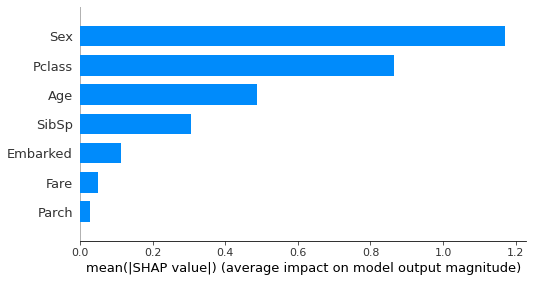 Sex
Pclass
Age
SibSp
Embarked
Fare
Parch
0.0 0.2 0.4 0.6 0.8 1.0 1.2
mean(|SHAP value|) (average impact on model output magnitude)